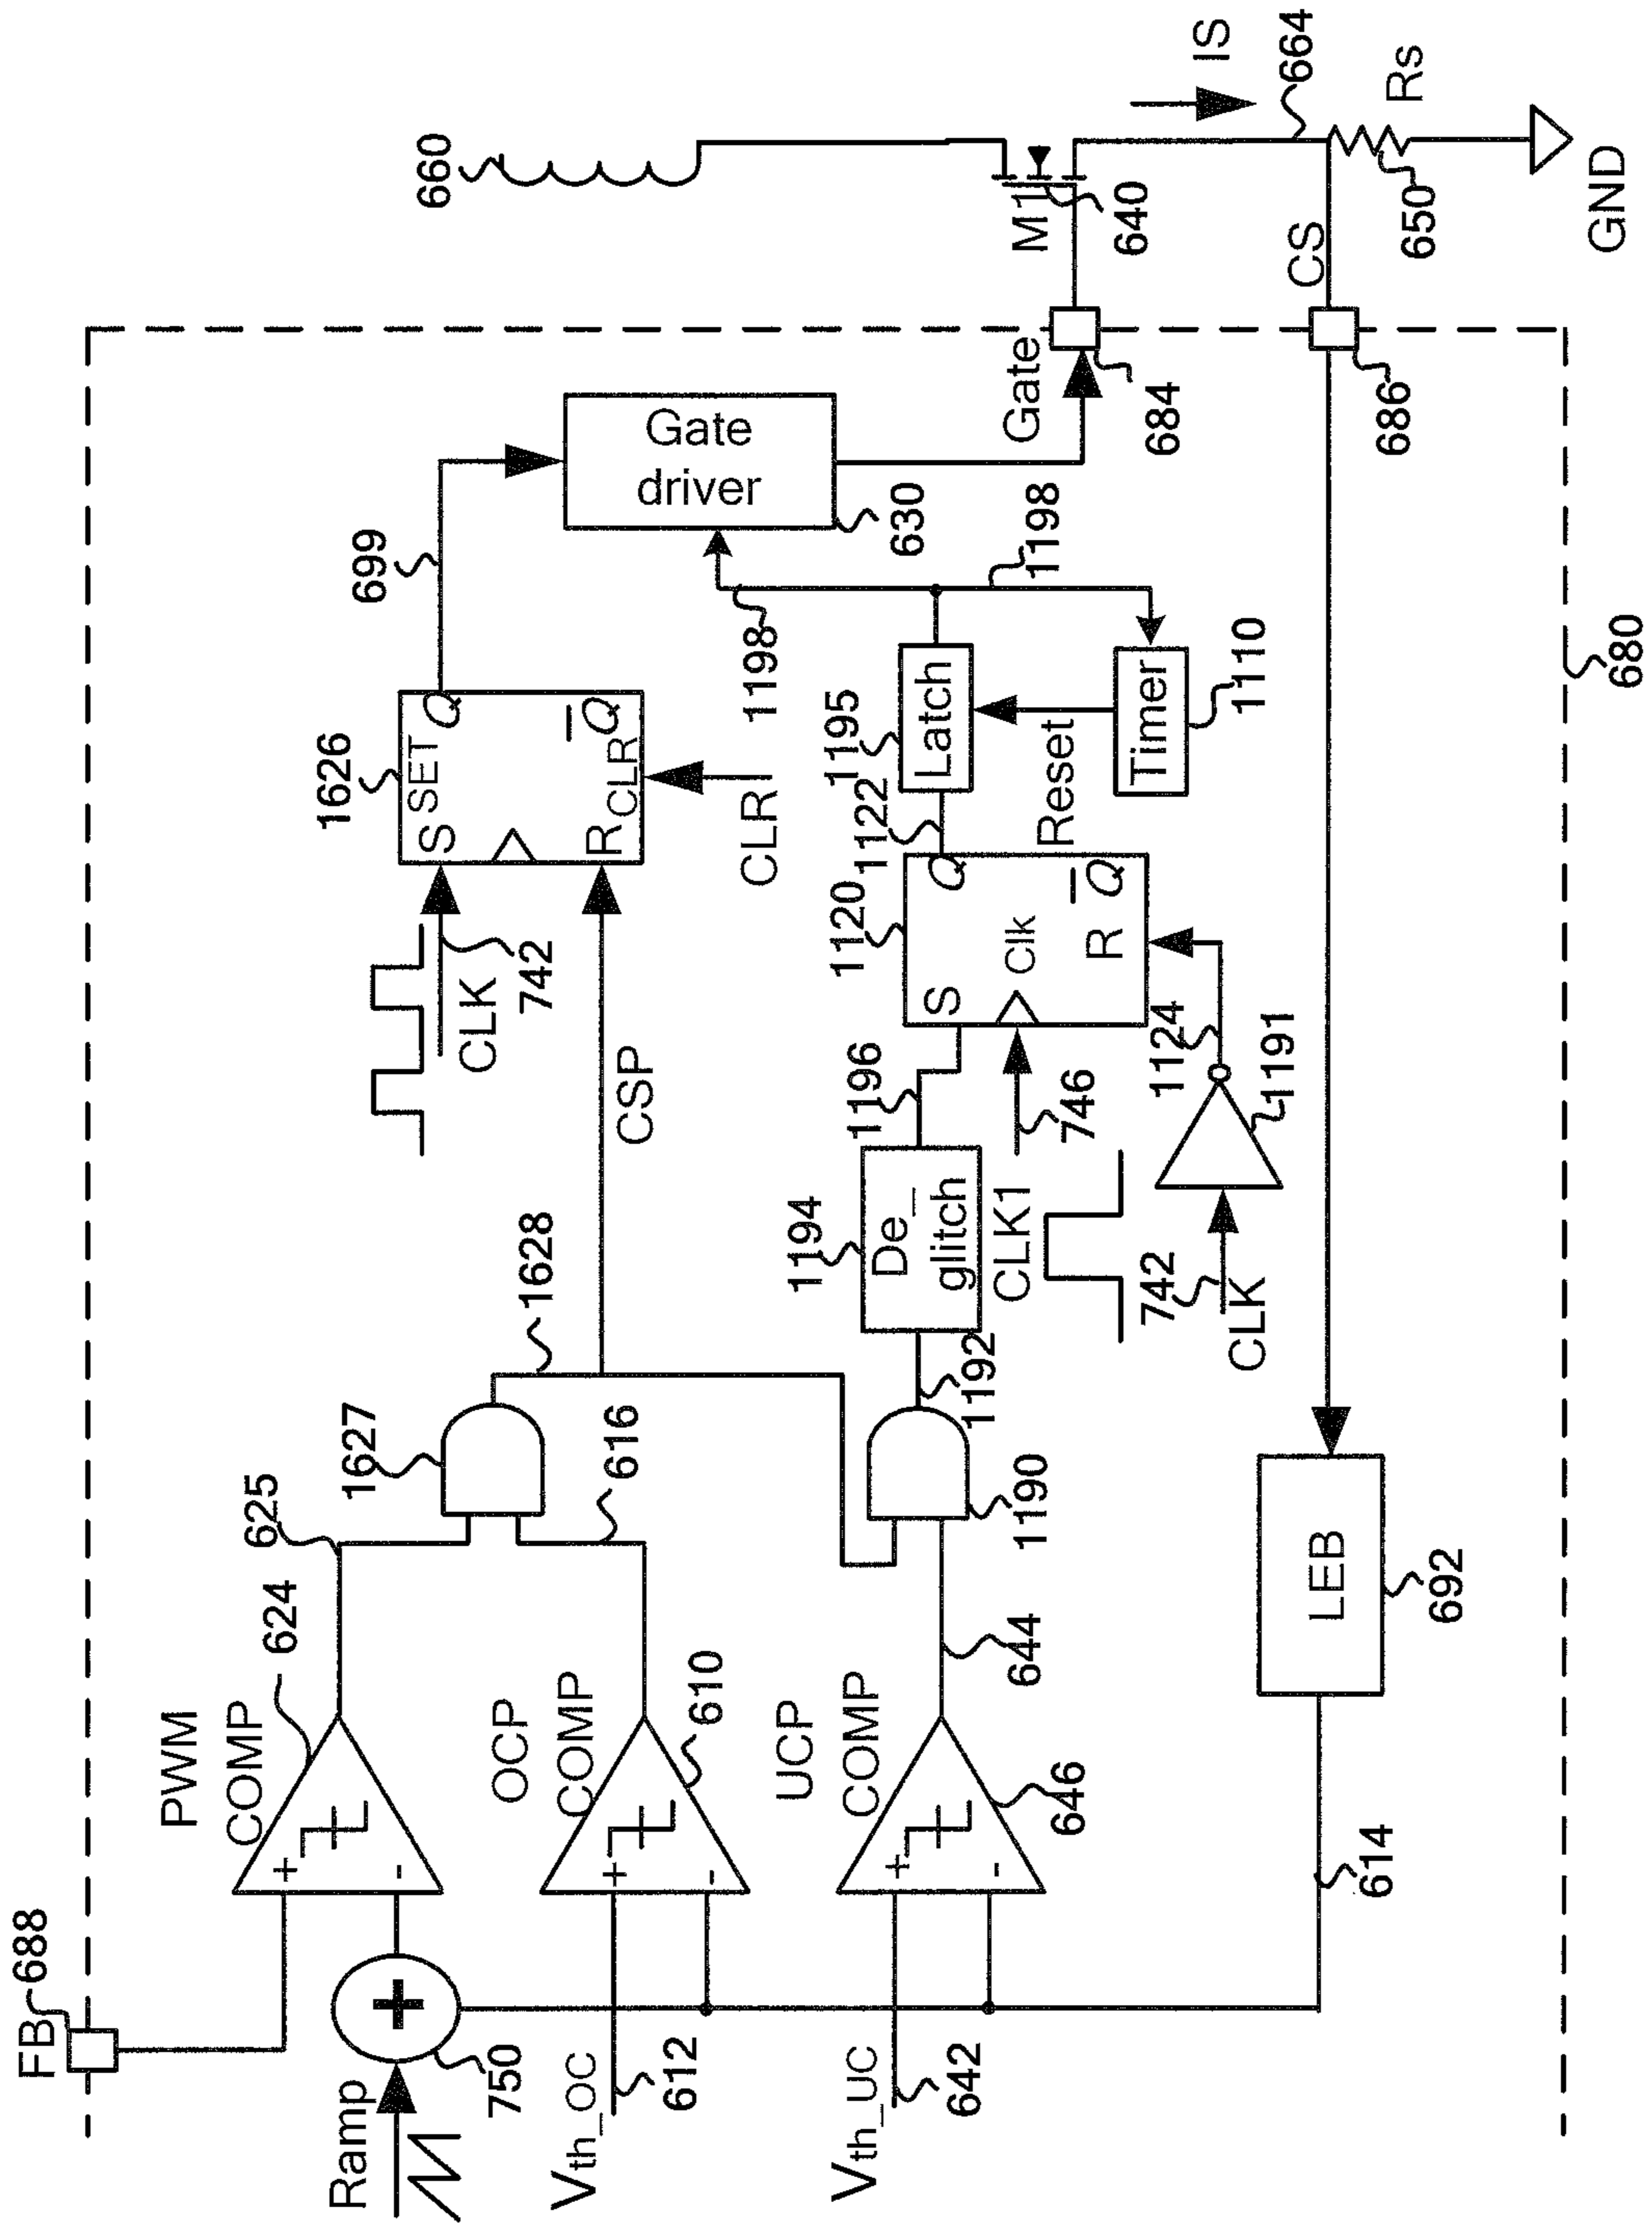 FB
688
Ramp
750
PWM
COMP
624
625
+
-
+
Vth_OC
612
OCP
COMP
610
616
+
-
1627
1628
CSP
Vth_UC
642
UCP
COMP
646
644
+
-
1190
1192
De_
glitch
1194
1196
CLK
742
1626
S
SET
Q
R
CLR
Q
CLR
699
Gate
driver
630
CLK1
746
1120
S
Clk
R
Q
Q
1122
Latch
1195
1198
1198
Reset
Timer
1110
742
CLK
1191
1124
614
LEB
692
Gate
684
CS
686
680
660
M1
640
IS
664
Rs
650
GND